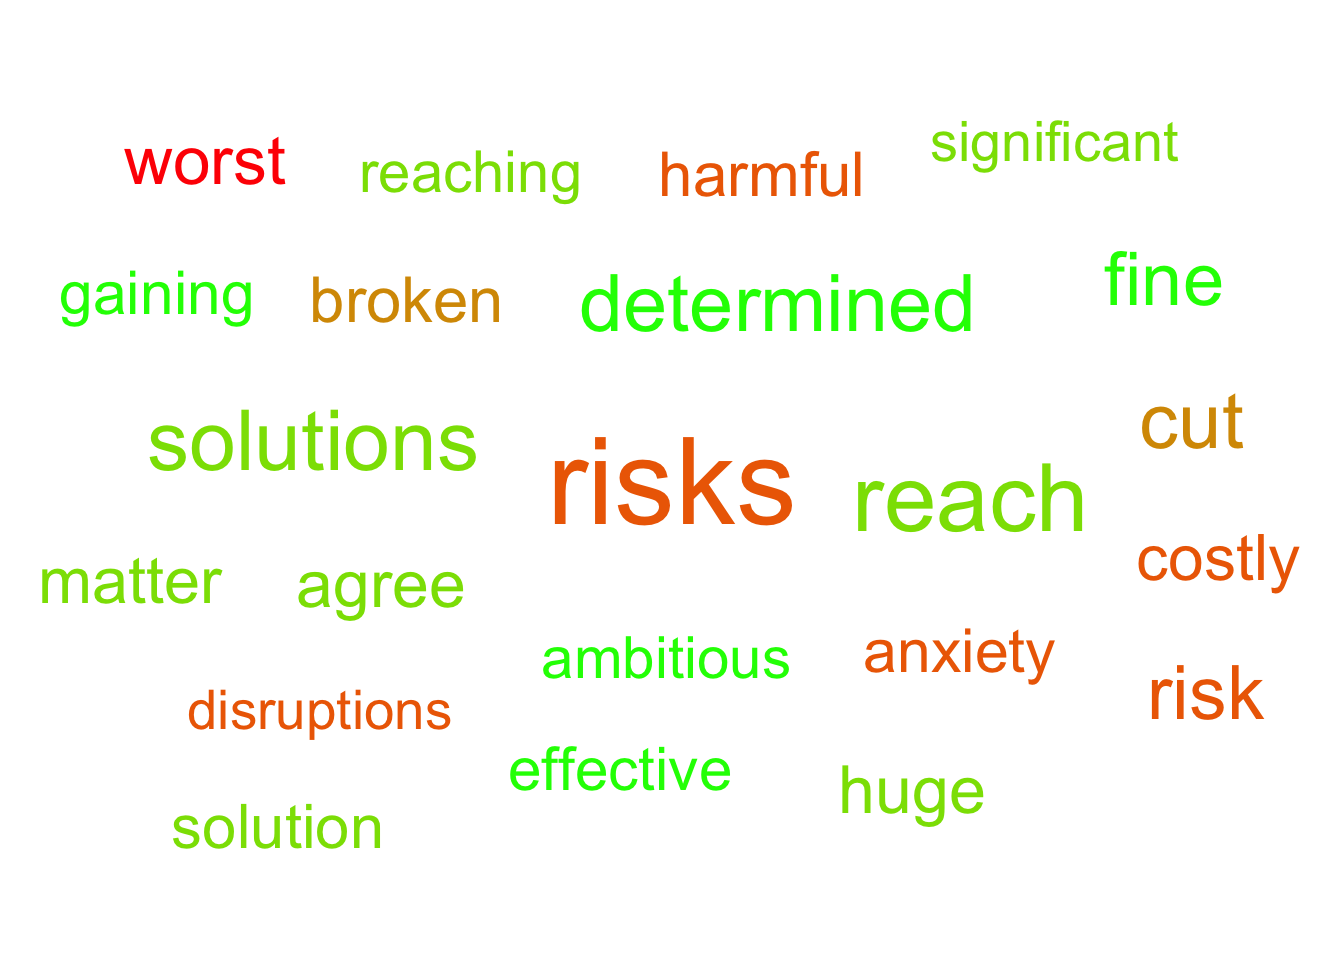 worst reaching harmful significant
gaining broken determined fine
solutions risks reach cut
matter agree costly
ambitious anxiety risk
disruptions
effective huge
solution